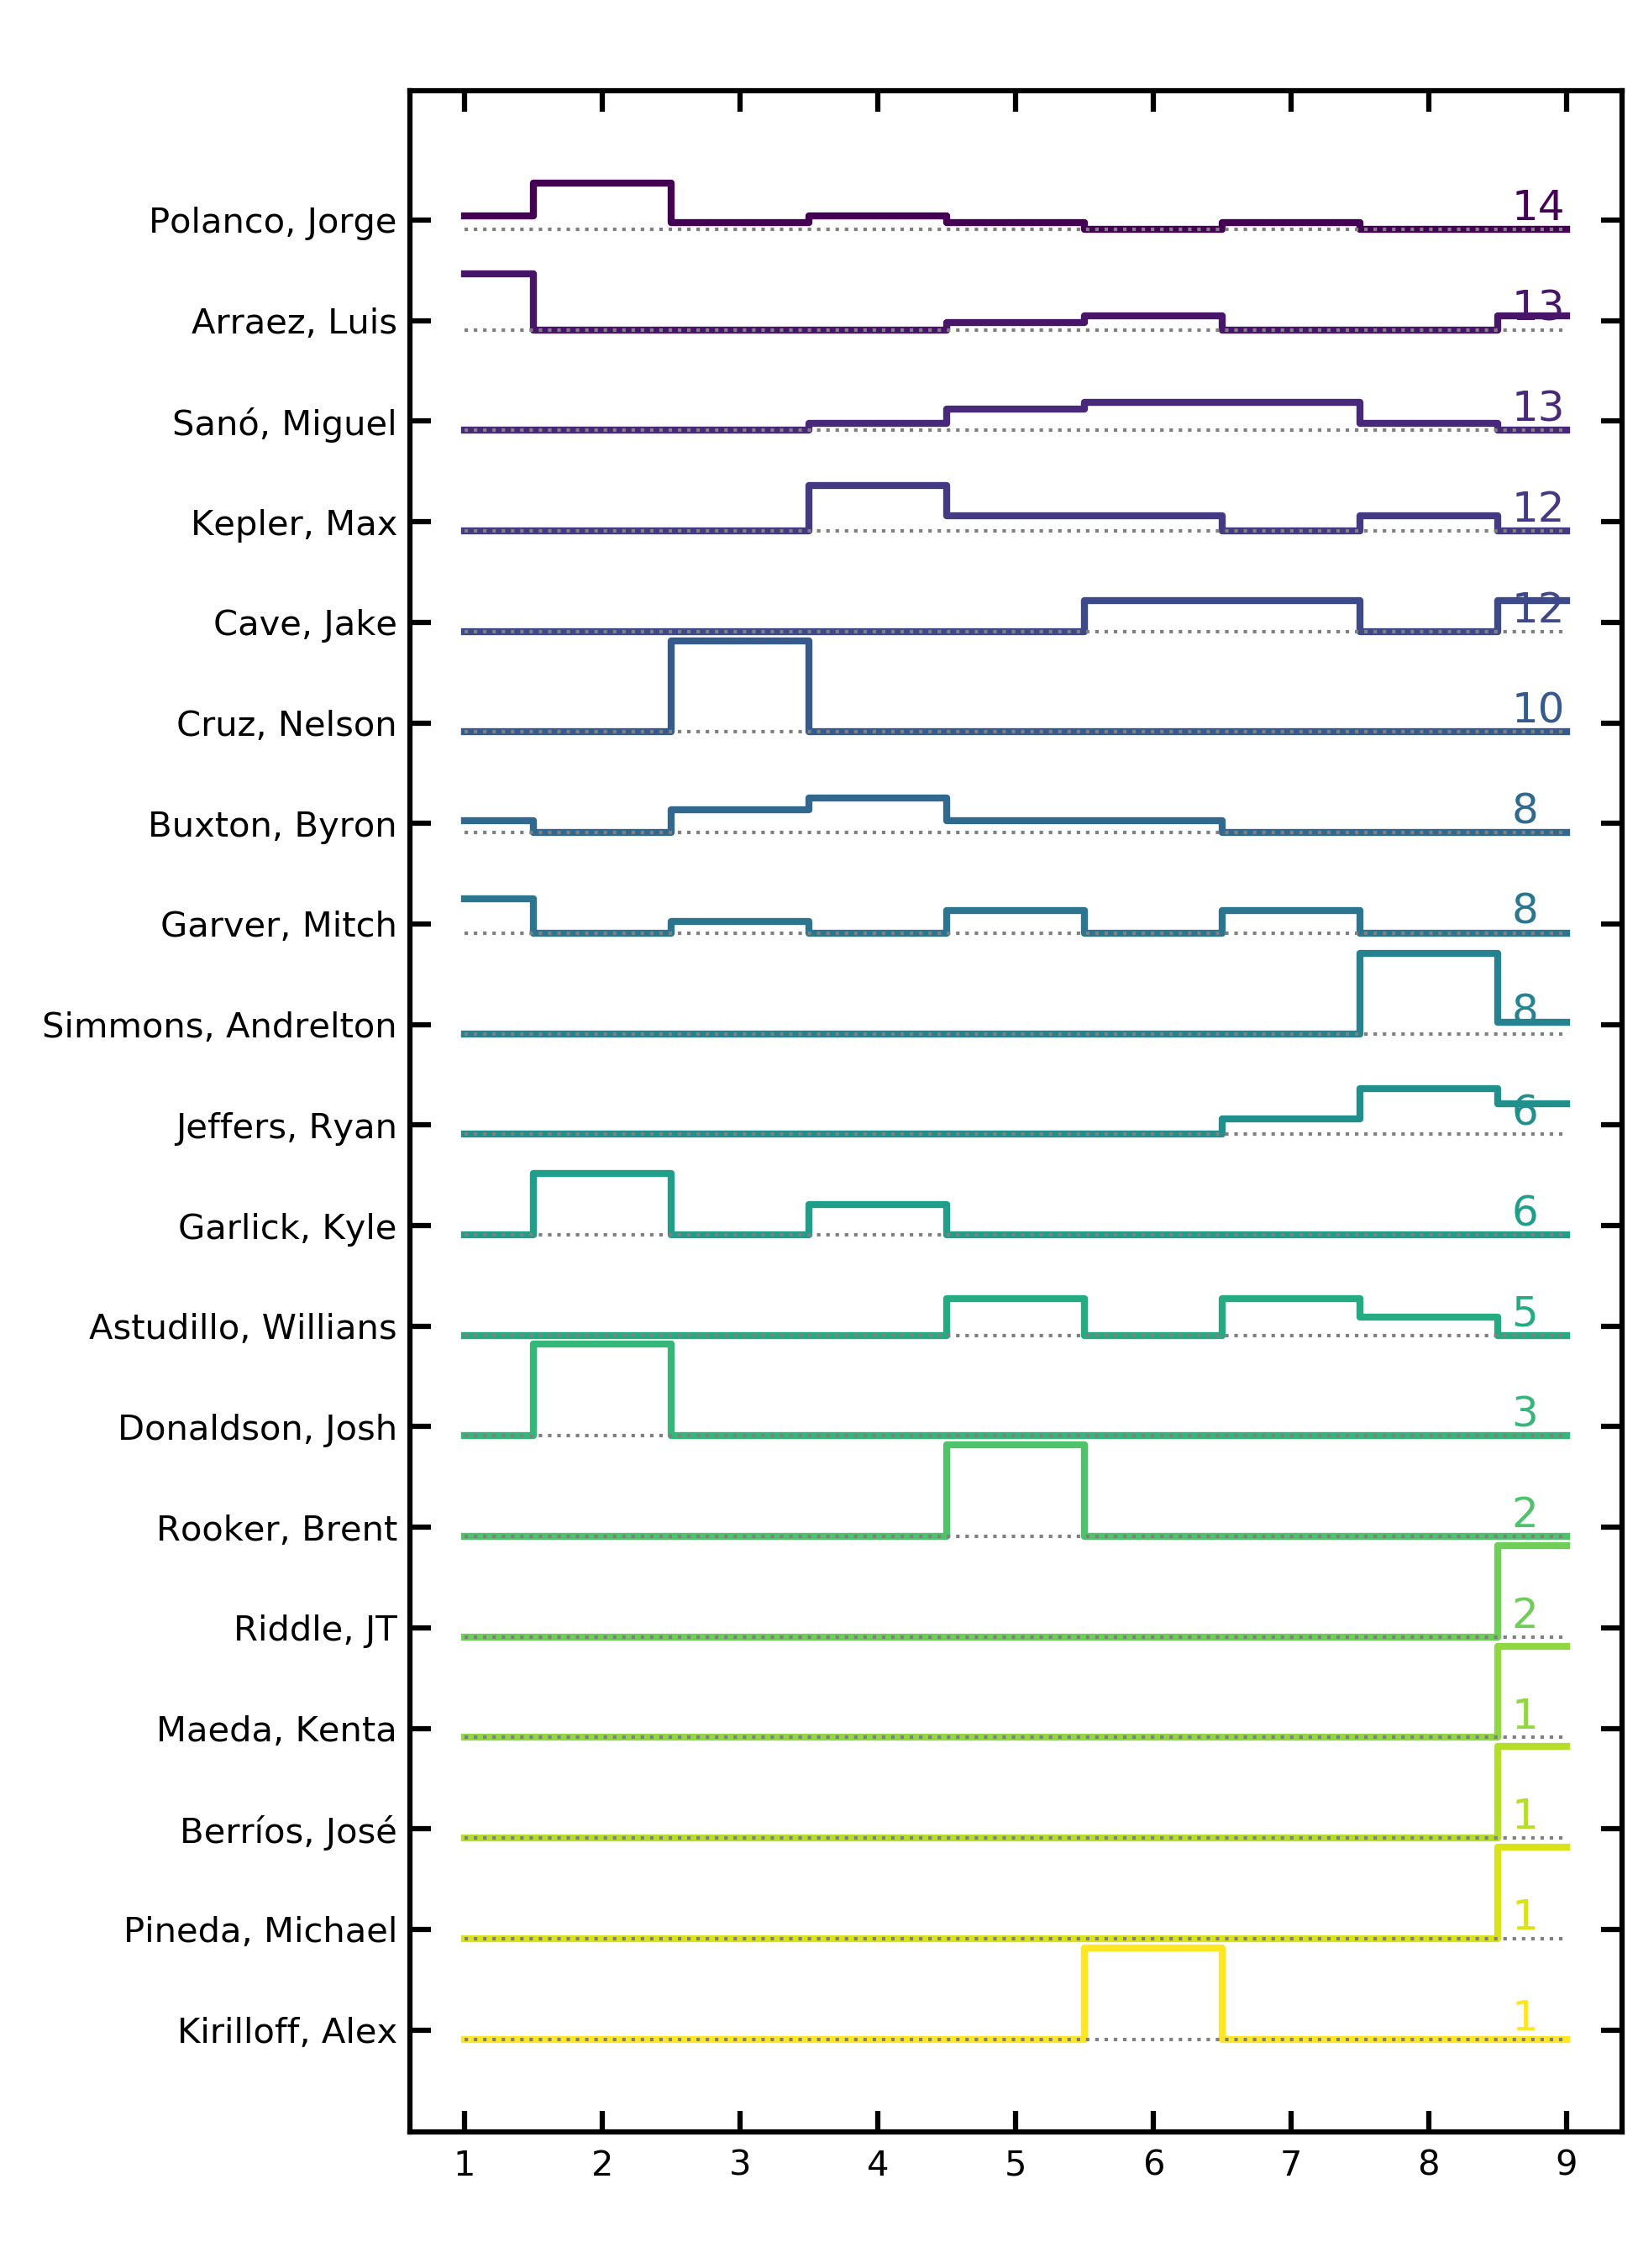 Polanco, Jorge 14
Arraez, Luis 13
Sanó, Miguel 13
Kepler, Max 12
Cave, Jake 12
Cruz, Nelson 10
Buxton, Byron 8
Garver, Mitch 8
Simmons, Andrelton 8
Jeffers, Ryan 6
Garlick, Kyle 6
Astudillo, Willians 5
Donaldson, Josh 3
Rooker, Brent 2
Riddle, JT 2
Maeda, Kenta 1
Berríos, José 1
Pineda, Michael 1
Kirilloff, Alex 1
1 2 3 4 5 6 7 8 9